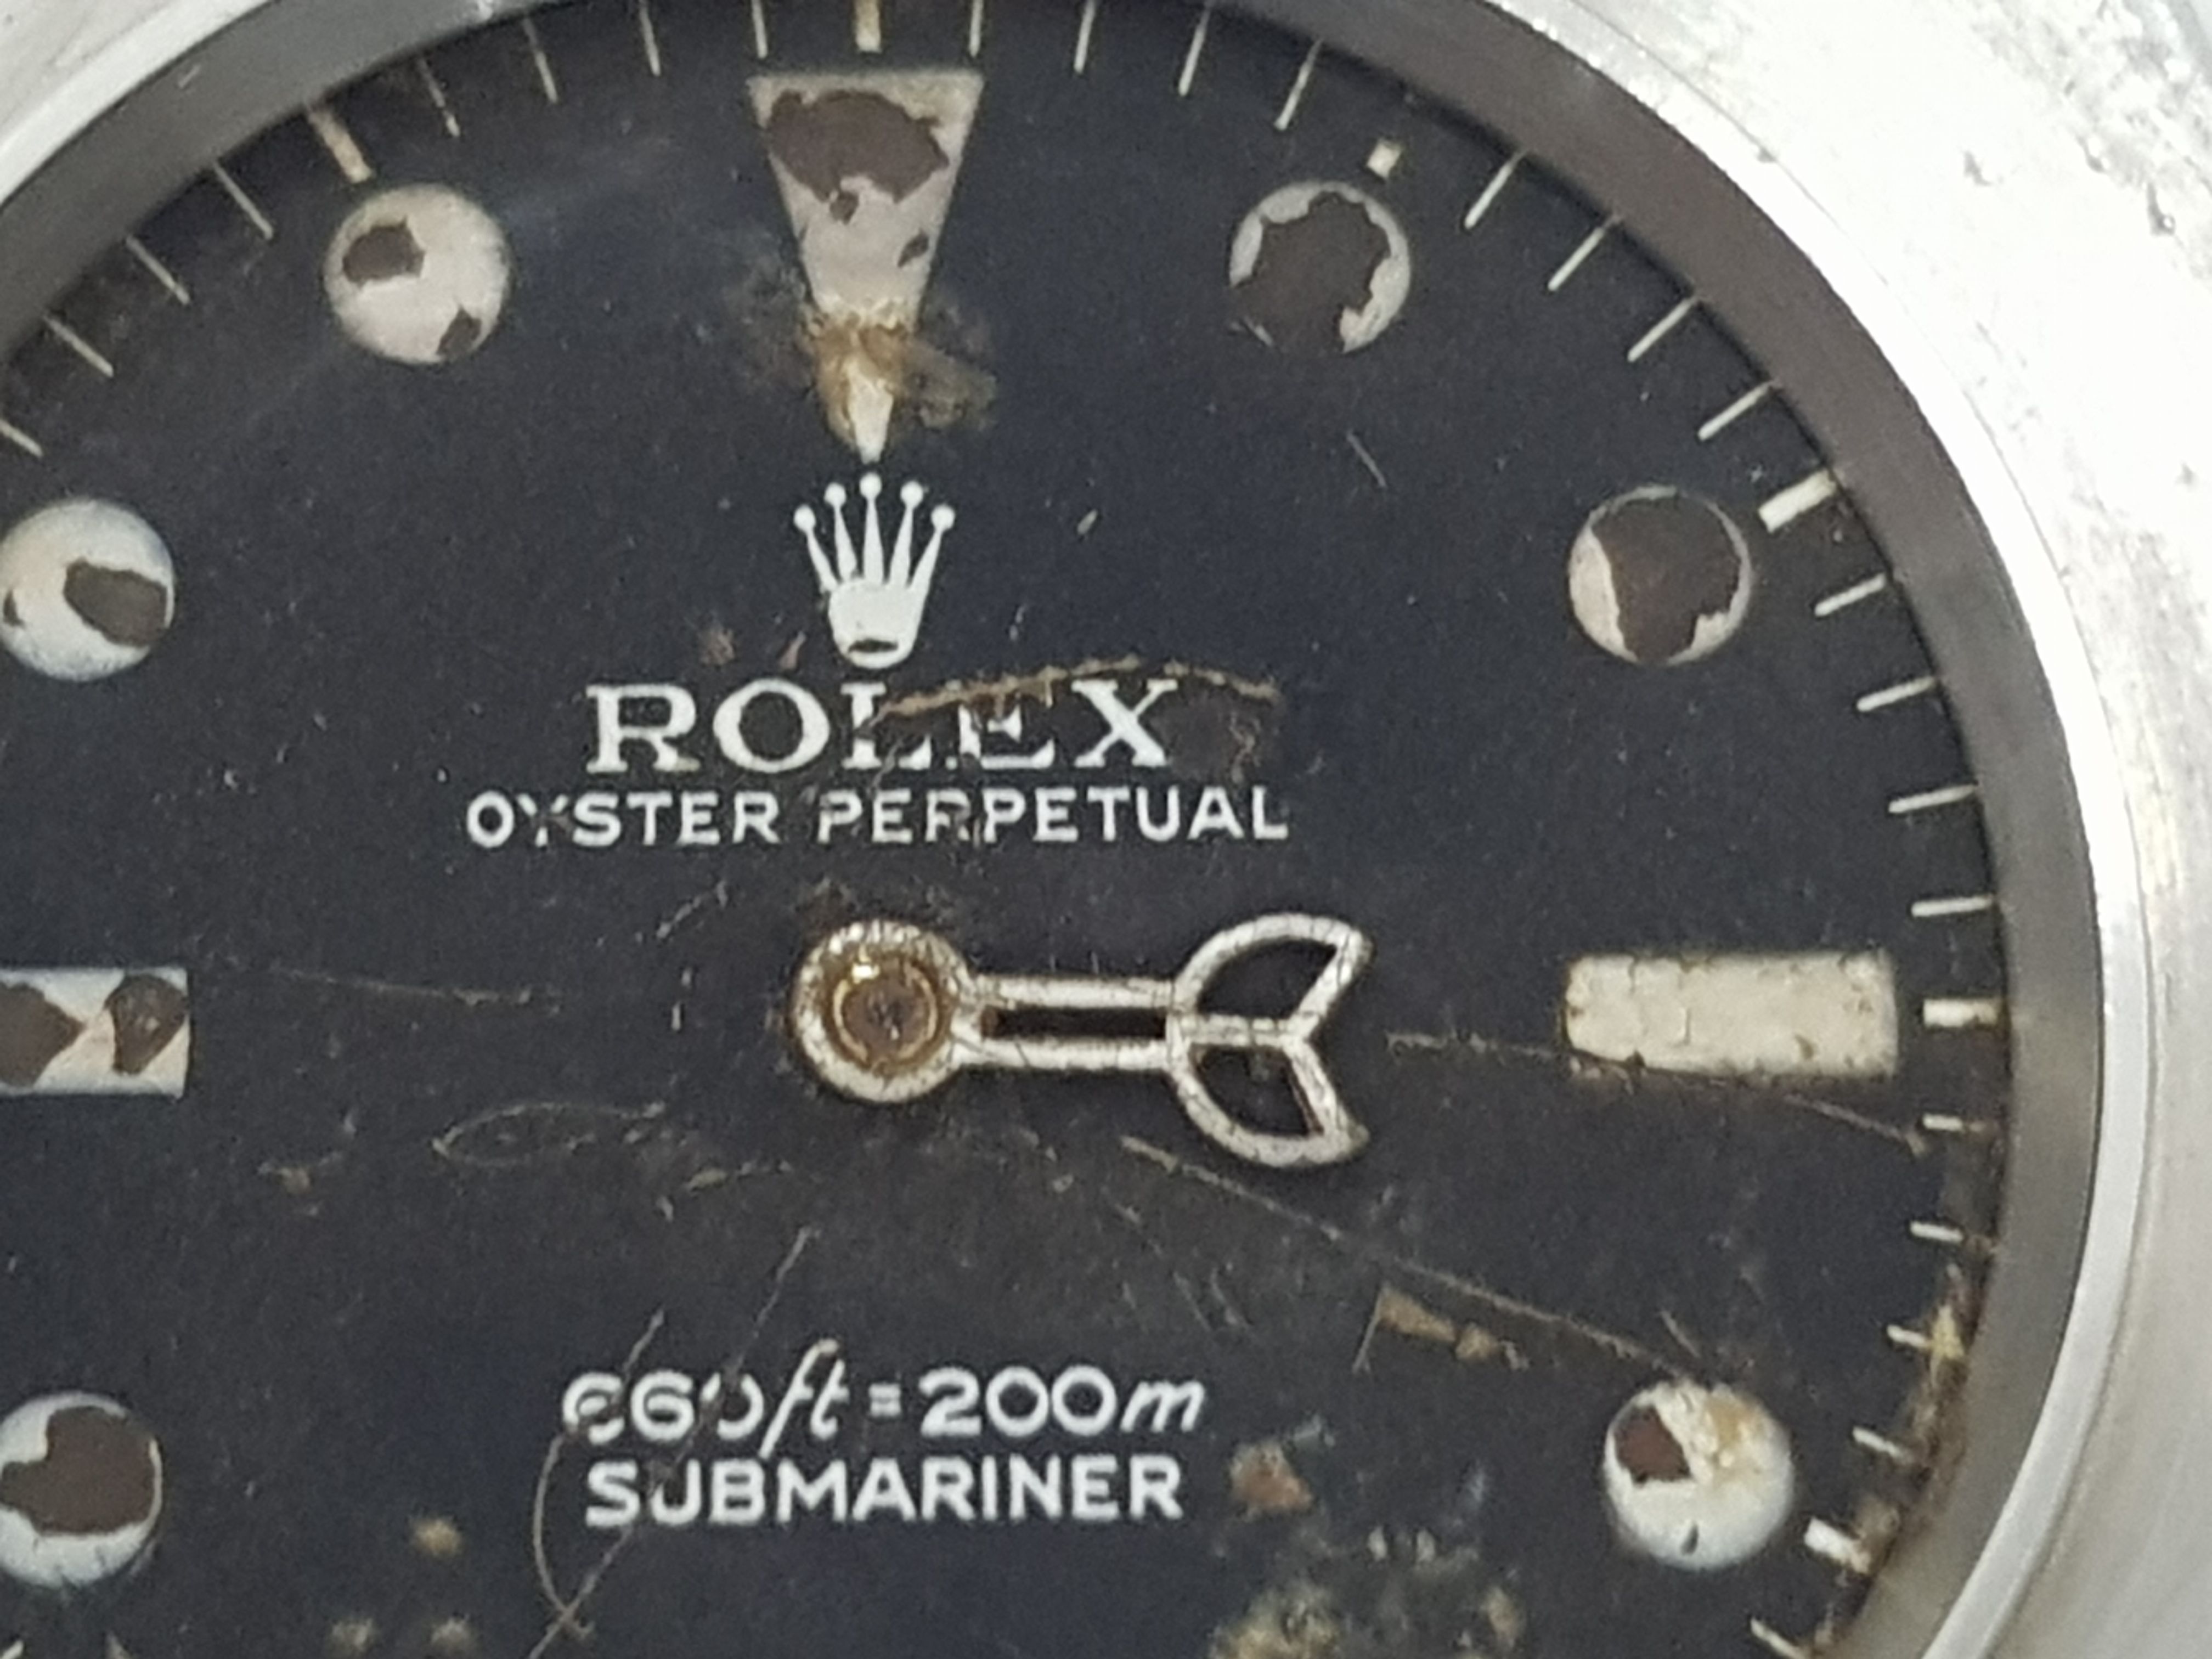 ROLEX
OYSTER PERPETUAL
660ft = 200m
SUBMARINER